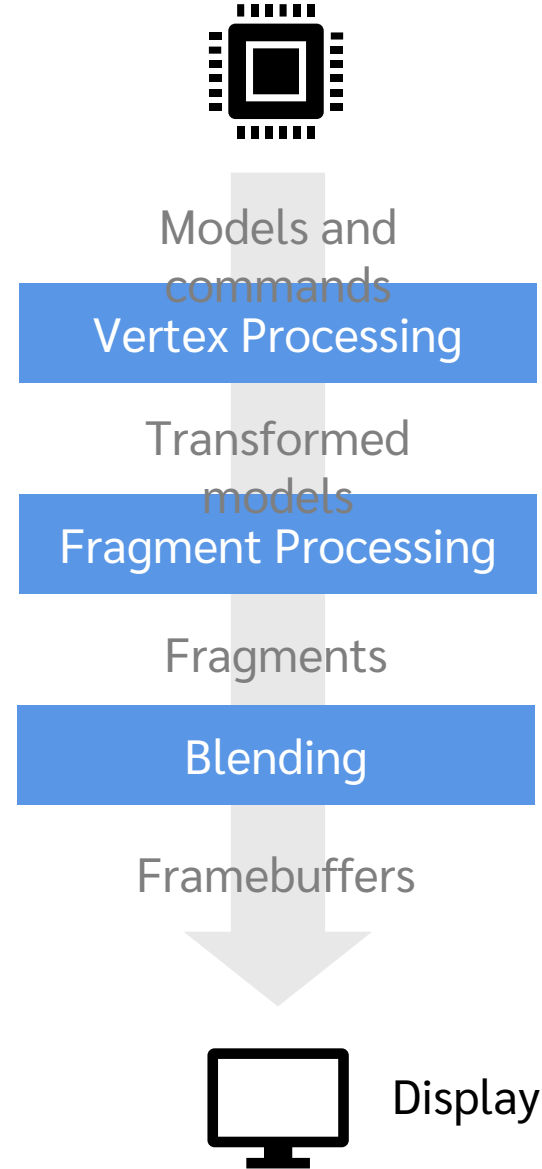 Models and
commands
Vertex Processing
Transformed
models
Fragment Processing
Fragments
Blending
Framebuffers
Display